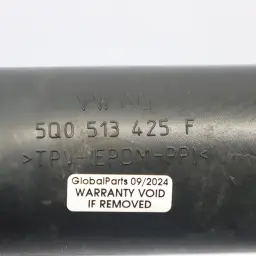 5Q0 513 425 F
>TPV-(EPDM-PP)<
GlobalParts 09/2024
WARRANTY VOID
IF REMOVED